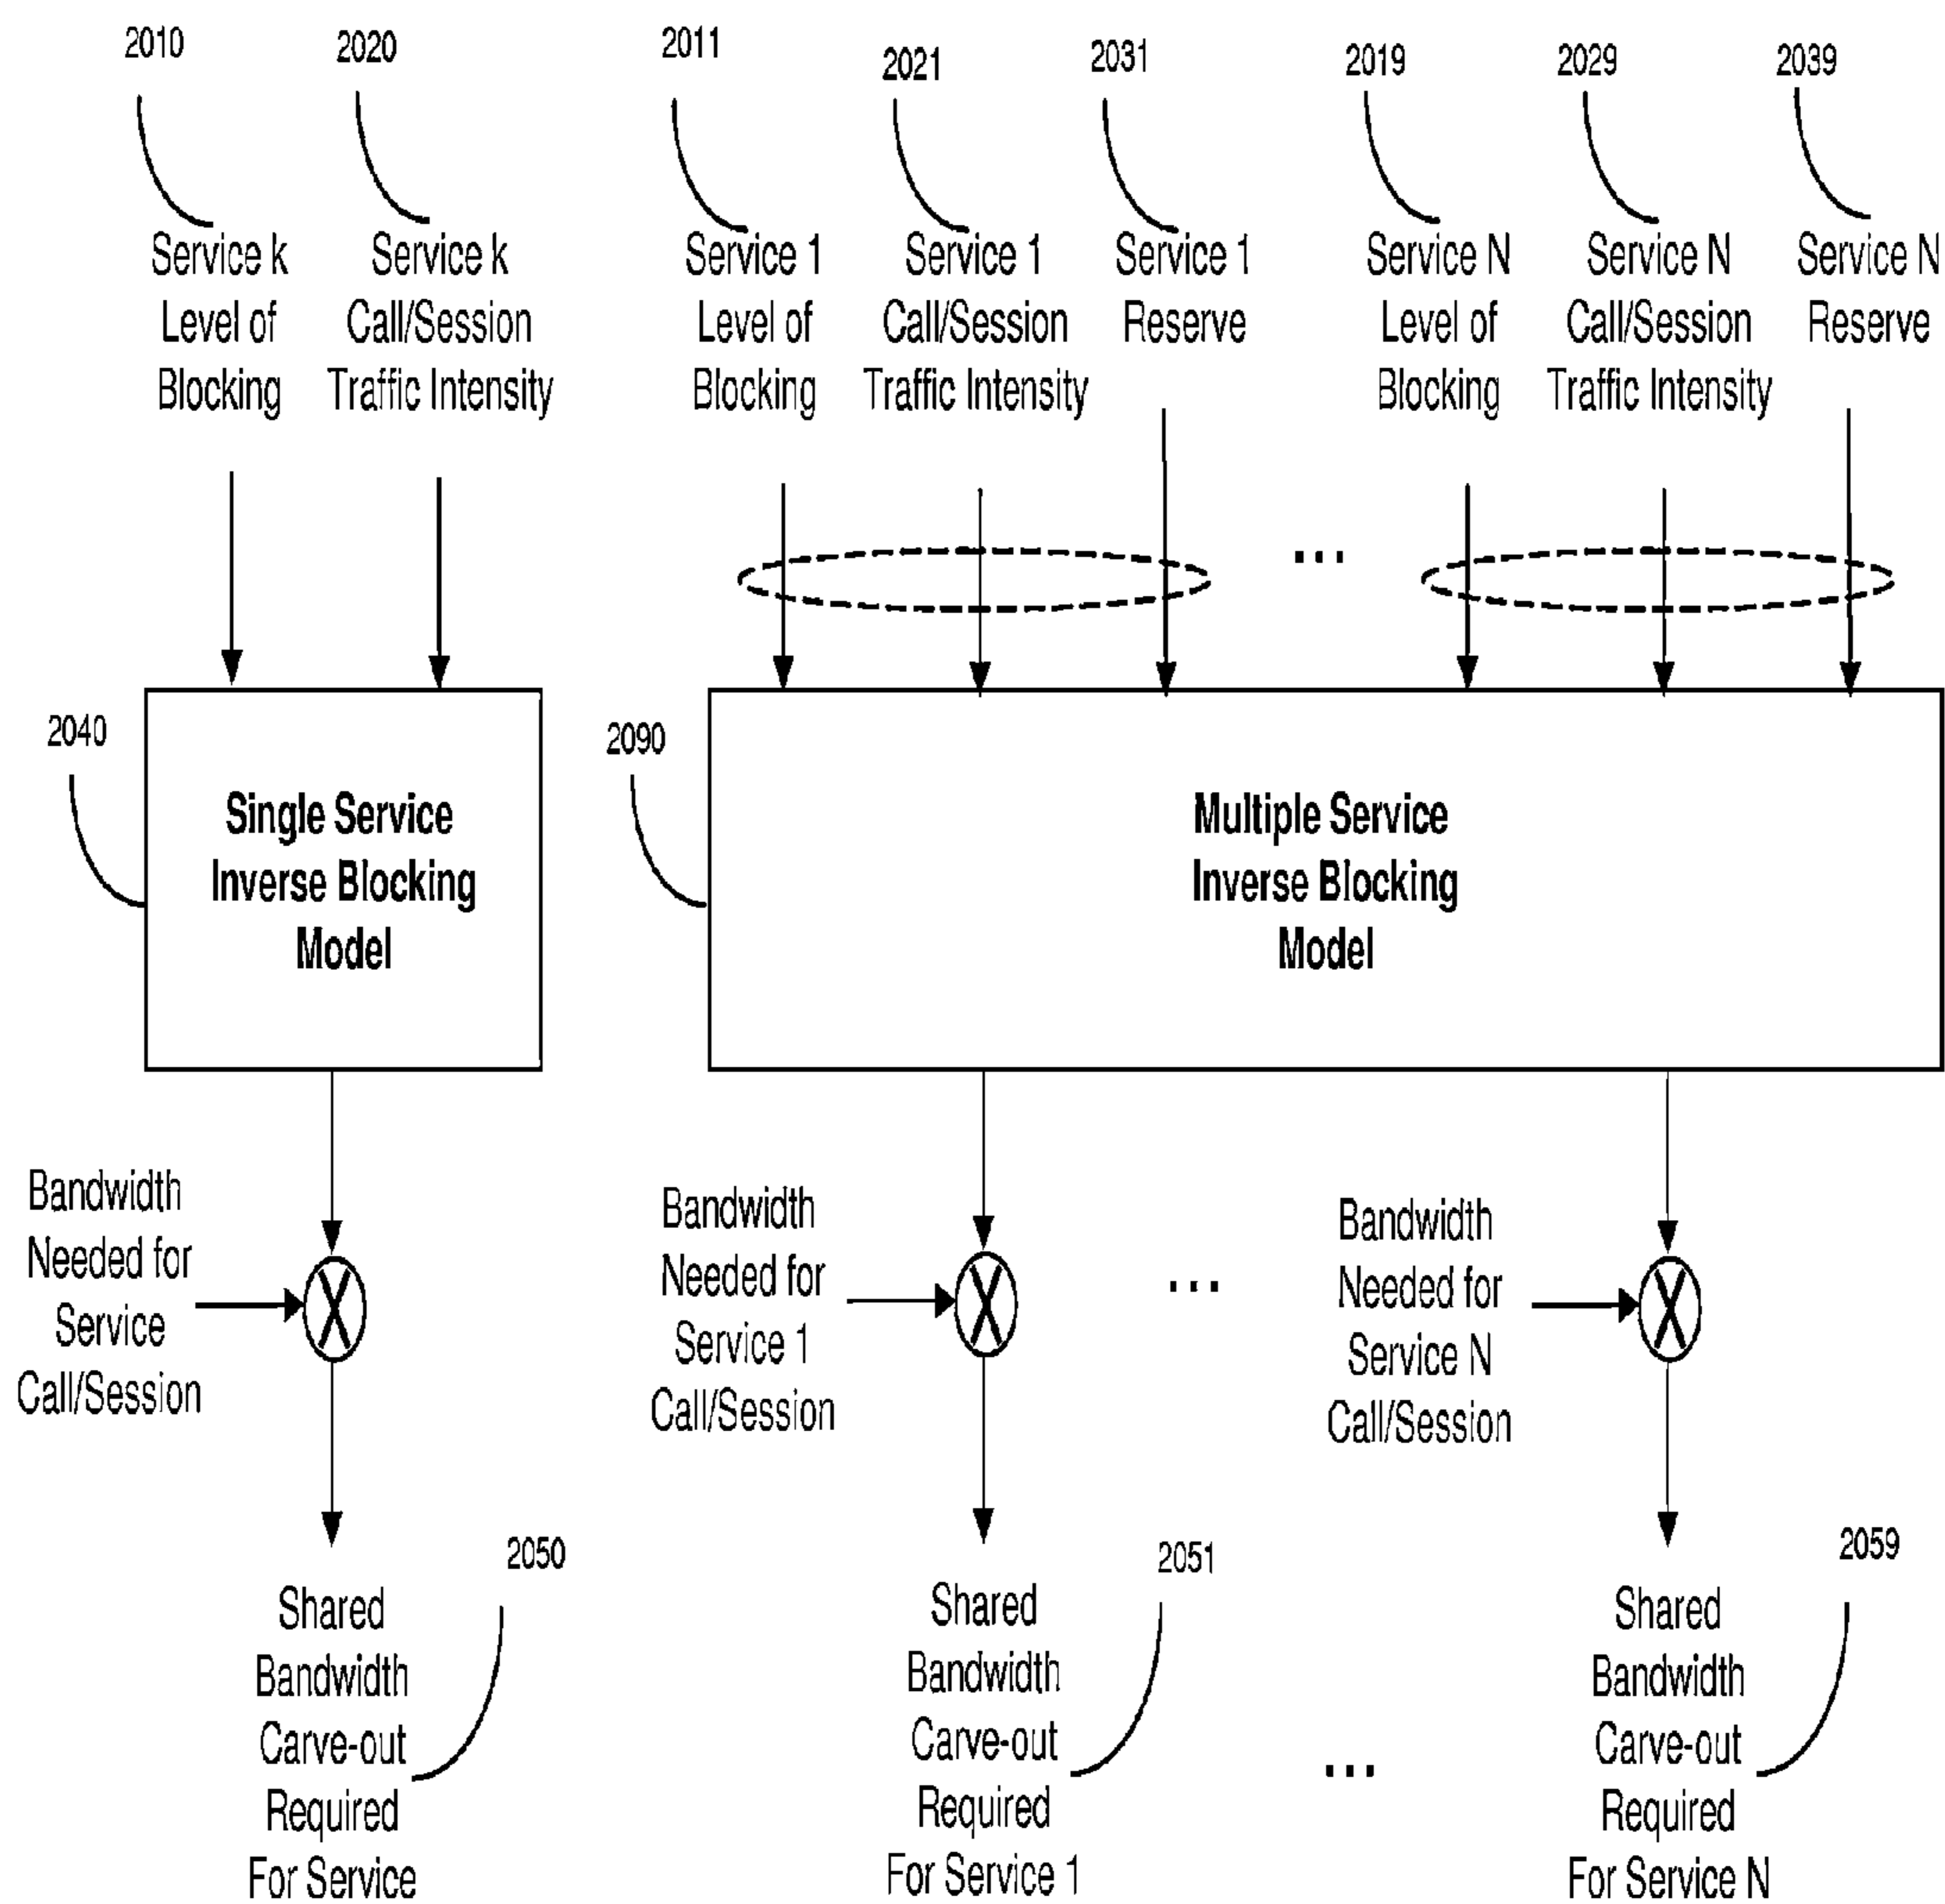 2010
2020
2011
2021
2031
2019
2029
2039
Service k
Level of
Blocking
Service k
Call/Session
Traffic Intensity
Service 1
Level of
Blocking
Service 1
Call/Session
Traffic Intensity
Service 1
Reserve
Service N
Level of
Blocking
Service N
Call/Session
Traffic Intensity
Service N
Reserve
...
2040
Single Service
Inverse Blocking
Model
2090
Multiple Service
Inverse Blocking
Model
Bandwidth
Needed for
Service
Call/Session
X
Bandwidth
Needed for
Service 1
Call/Session
X
...
Bandwidth
Needed for
Service N
Call/Session
X
2050
Shared
Bandwidth
Carve-out
Required
For Service
2051
Shared
Bandwidth
Carve-out
Required
For Service 1
...
2059
Shared
Bandwidth
Carve-out
Required
For Service N